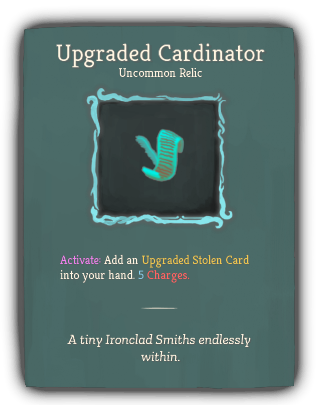 Upgraded Cardinator
Uncommon Relic
Activate: Add an Upgraded Stolen Card
into your hand. 5 Charges.
A tiny Ironclad Smiths endlessly
within.